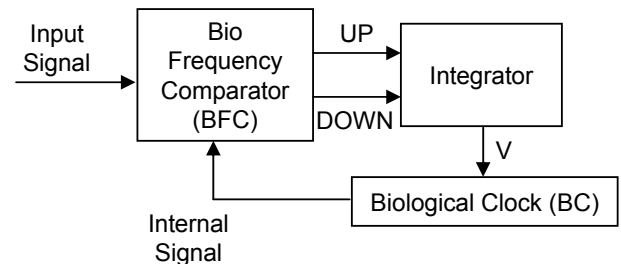 Input
Signal
Bio
Frequency
Comparator
(BFC)
UP
DOWN
Integrator
V
Biological Clock (BC)
Internal
Signal